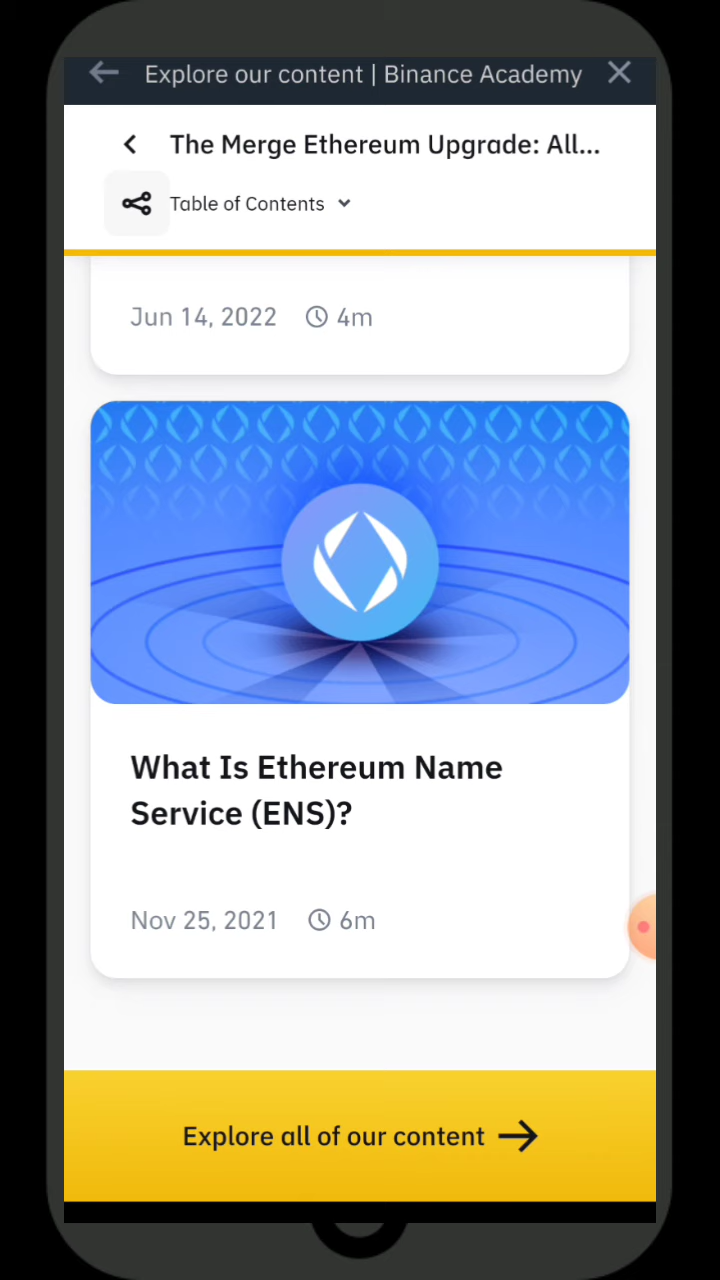 Explore our content | Binance Academy
The Merge Ethereum Upgrade: All...
Table of Contents
Jun 14, 2022 4m
What Is Ethereum Name
Service (ENS)?
Nov 25, 2021 6m
Explore all of our content